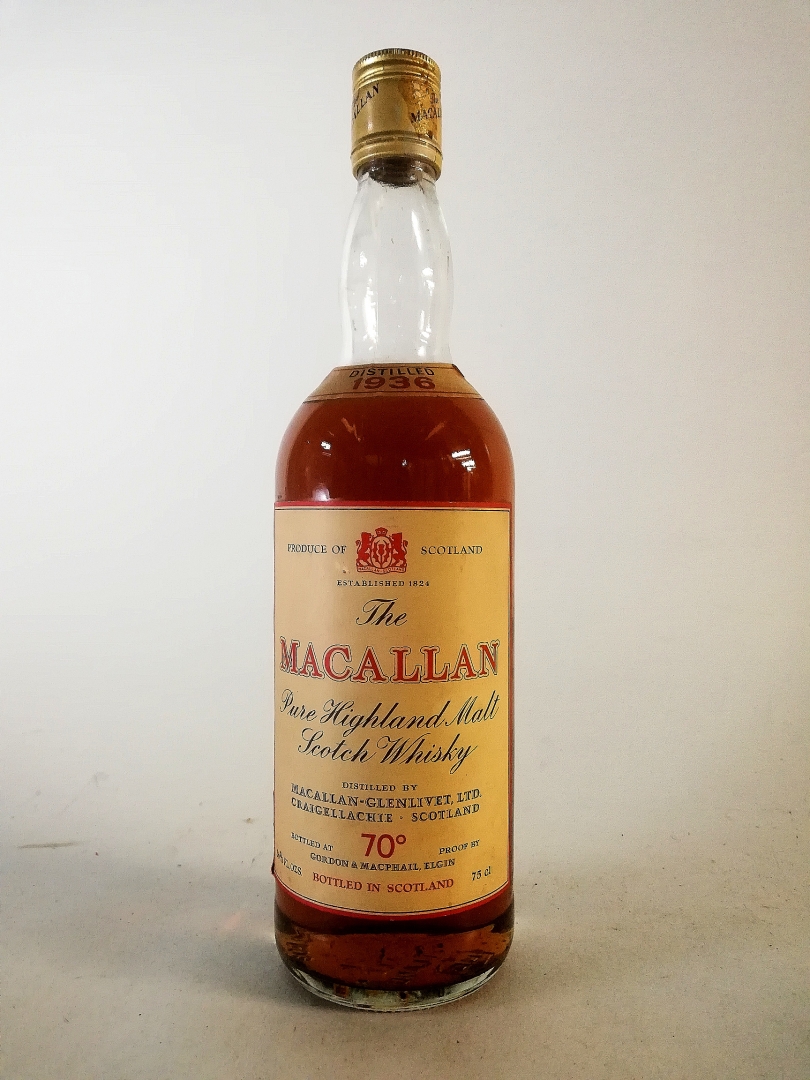 ALLAN
DISTILLED
1936
PRODUCE OF SCOTLAND
ESTABLISHED 1824
The
MACALLAN
Pure Highland Malt
Scotch Whisky
DISTILLED BY
MACALLAN-GLENLIVET, LTD.
CRAIGELLACHIE · SCOTLAND
BOTTLED AT 70° PROOF BY
GORDON & MACPHAIL, ELGIN
BOTTLED IN SCOTLAND 75 cl